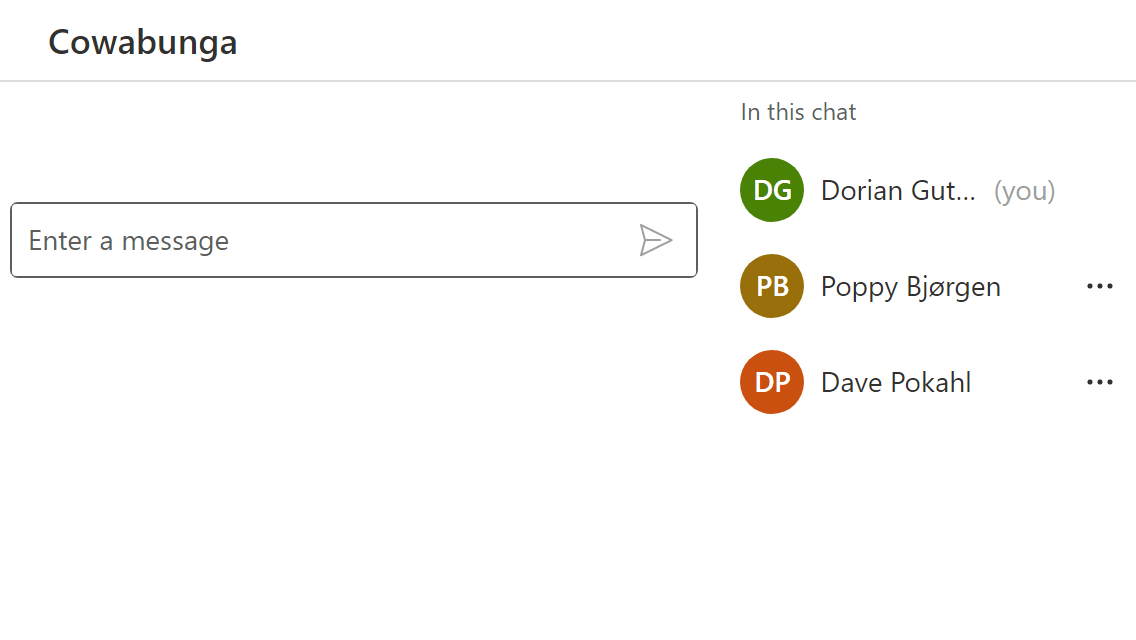 Cowabunga
In this chat
DG Dorian Gut... (you)
Enter a message
PB Poppy Bjørgen
DP Dave Pokahl